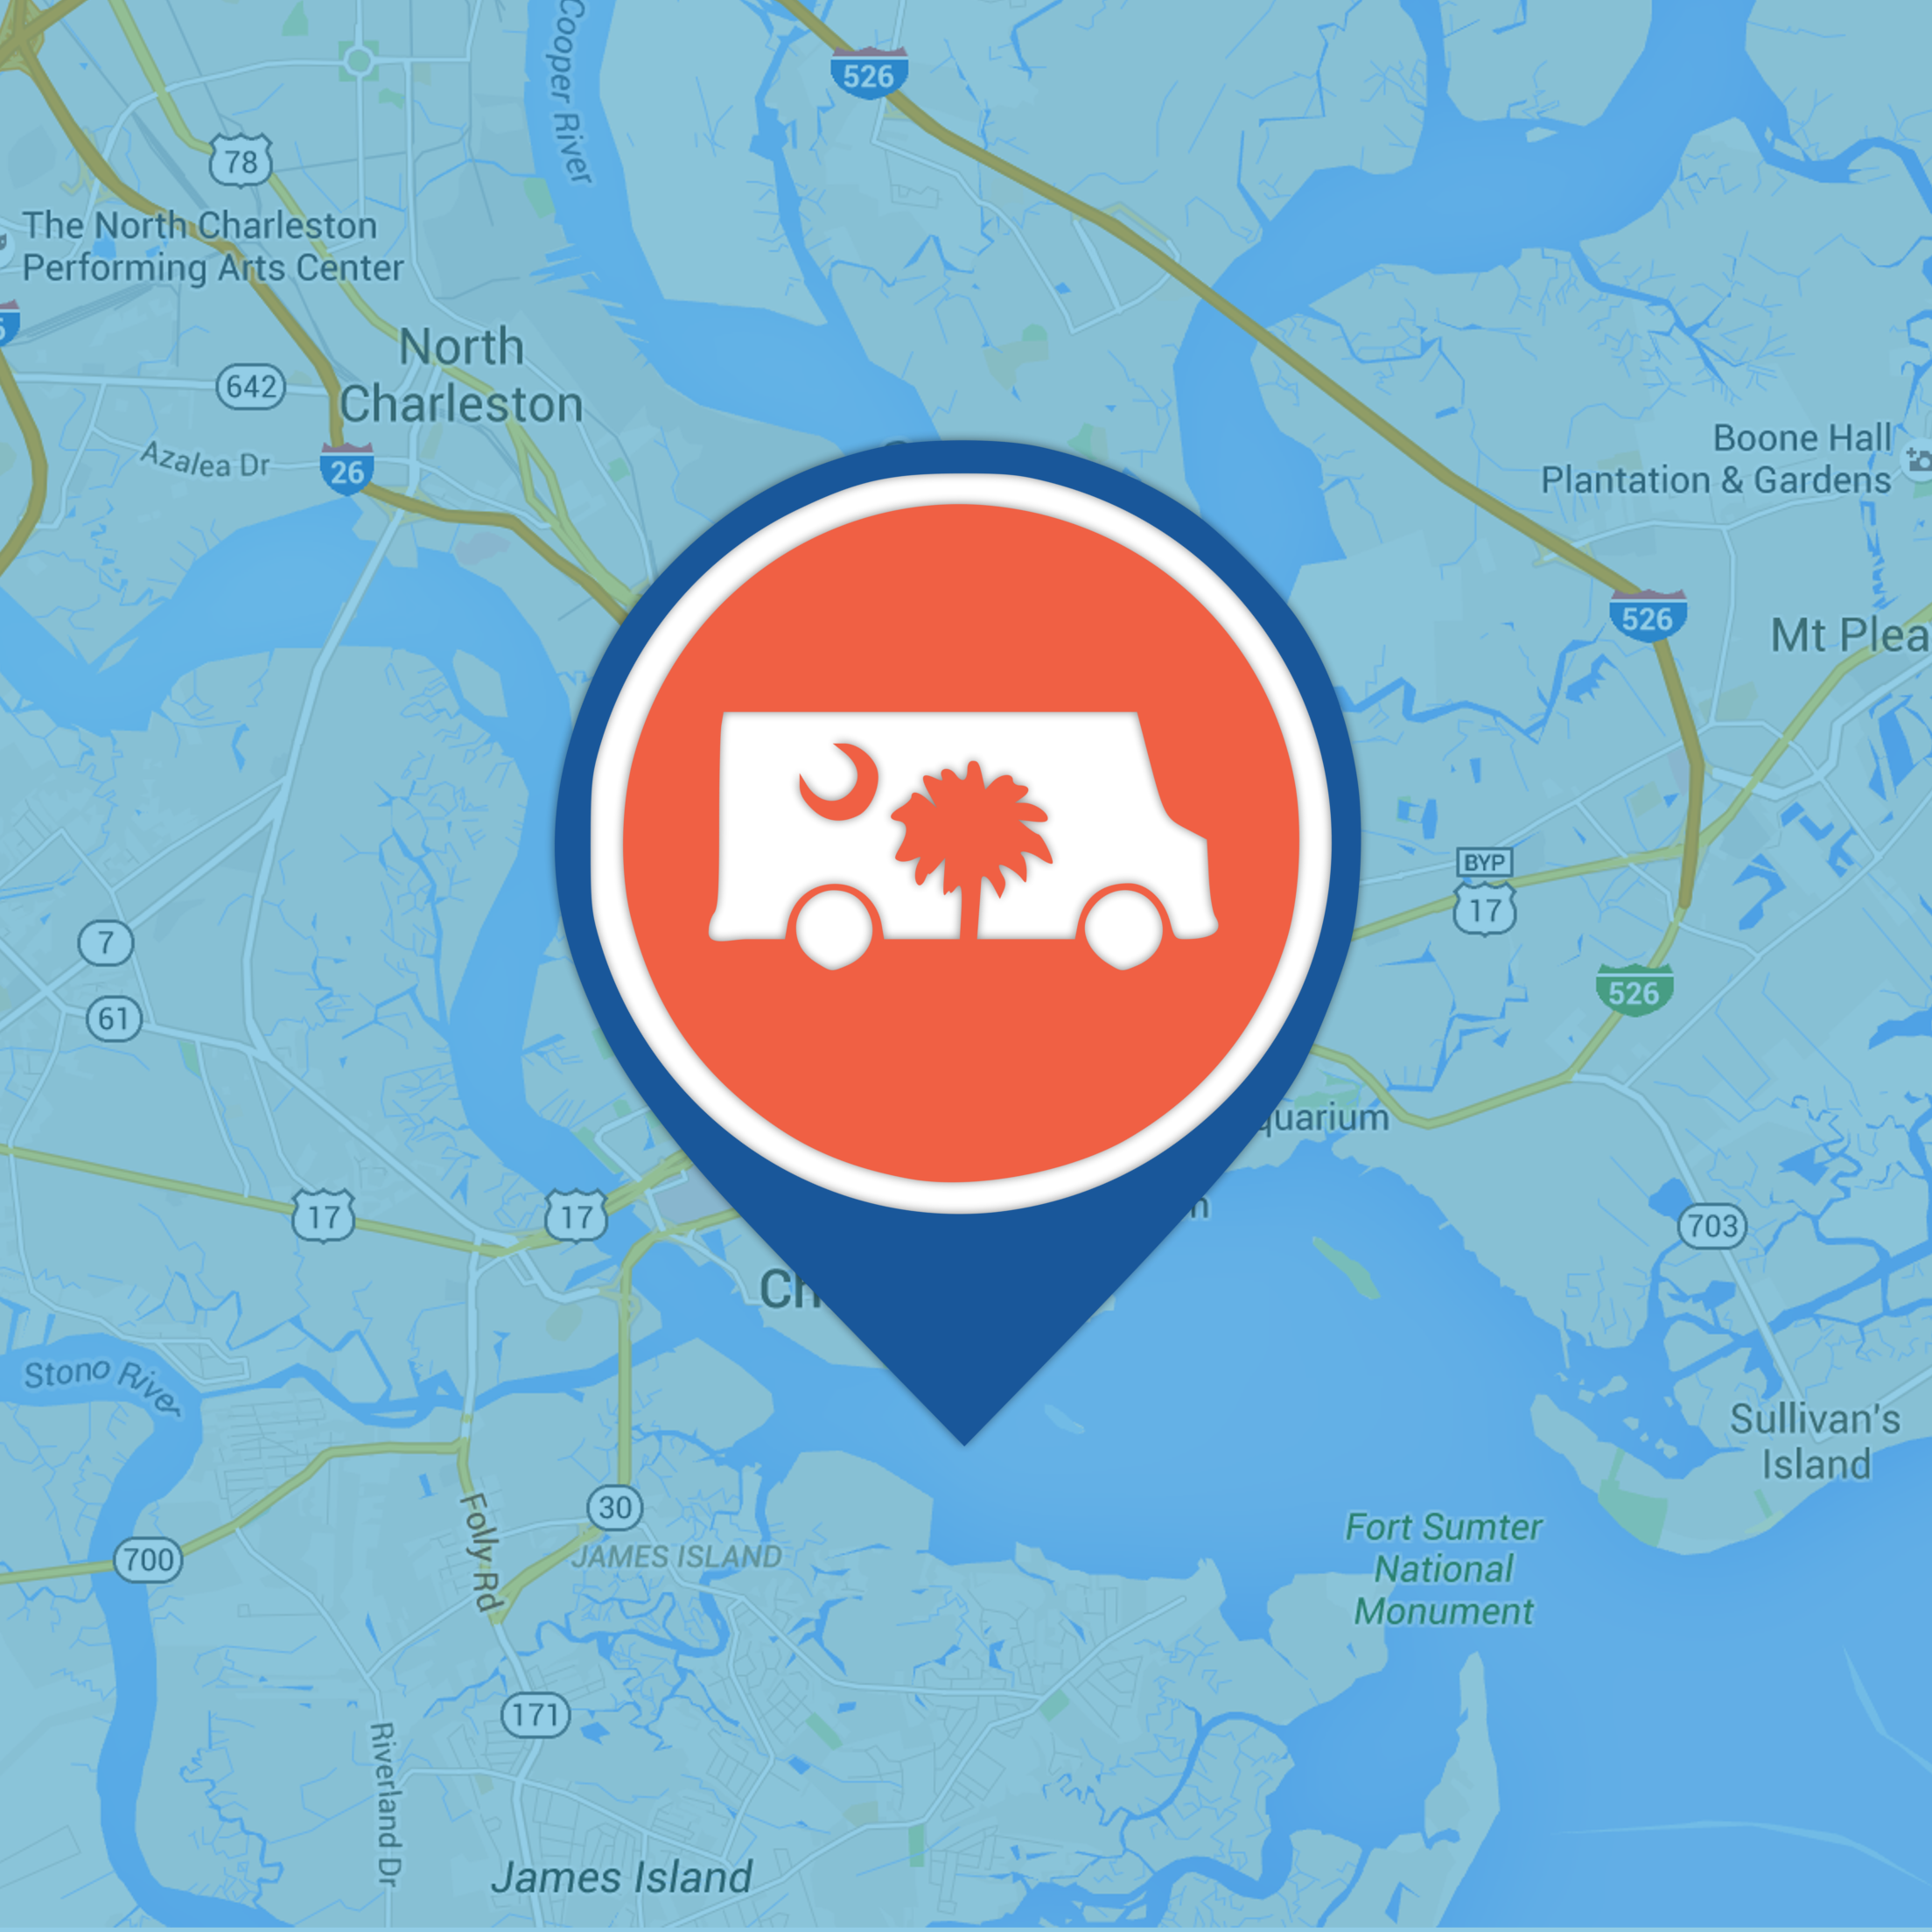 Cooper River
526
78
The North Charleston
Performing Arts Center
North
Charleston
642
Azalea Dr
26
Boone Hall
Plantation & Gardens
526
Mt Plea
BYP
17
7
61
526
quarium
17
17
703
Ch
Stono River
Sullivan's
Island
Folly Rd
30
JAMES ISLAND
700
Fort Sumter
National
Monument
171
Riverland Dr
James Island